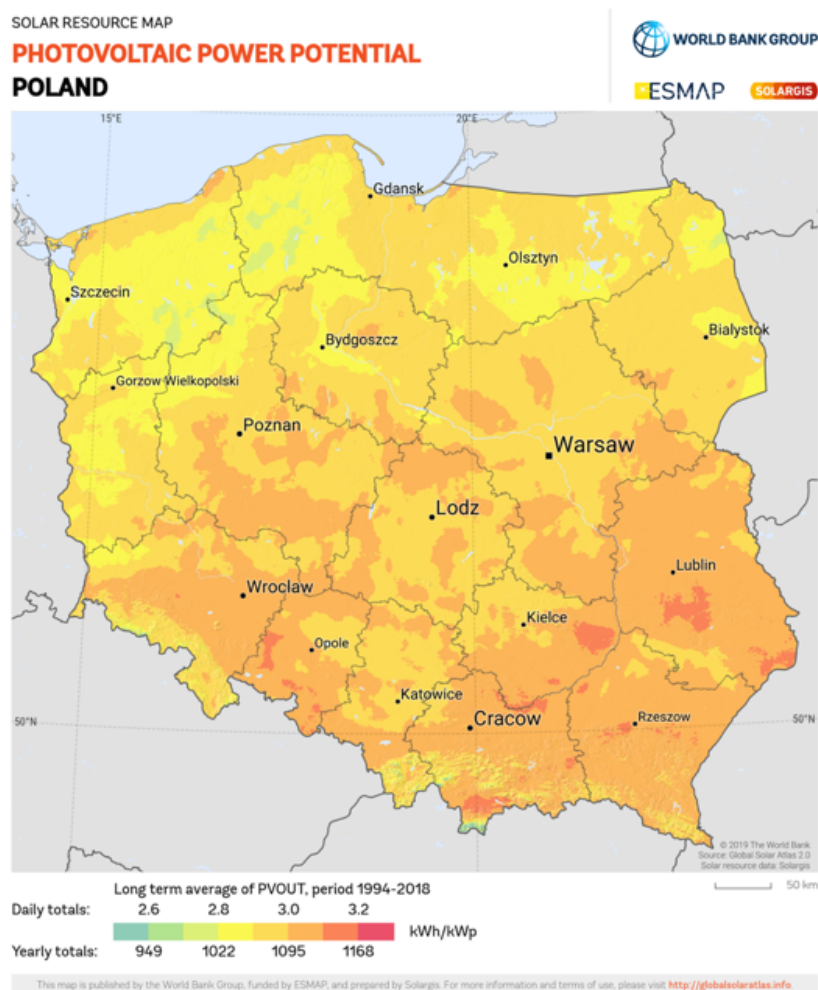 SOLAR RESOURCE MAP
PHOTOVOLTAIC POWER POTENTIAL
POLAND
WORLD BANK GROUP
ESMAP
SOLARGIS
15°E
20°E
Gdansk
Olsztyn
Szczecin
Bialystok
Bydgoszcz
Gorzow Wielkopolski
Poznan
Warsaw
Lodz
Lublin
Wroclaw
Kielce
Opole
Katowice
Cracow
Rzeszow
50°N
50°N
© 2019 The World Bank
Source: Global Solar Atlas 2.0
Solar resource data: Solargis
Long term average of PVOUT, period 1994-2018
50 km
Daily totals: 2.6 2.8 3.0 3.2
kWh/kWp
Yearly totals: 949 1022 1095 1168
This map is published by the World Bank Group, funded by ESMAP, and prepared by Solargis. For more information and terms of use, please visit http://globalsolaratlas.info.